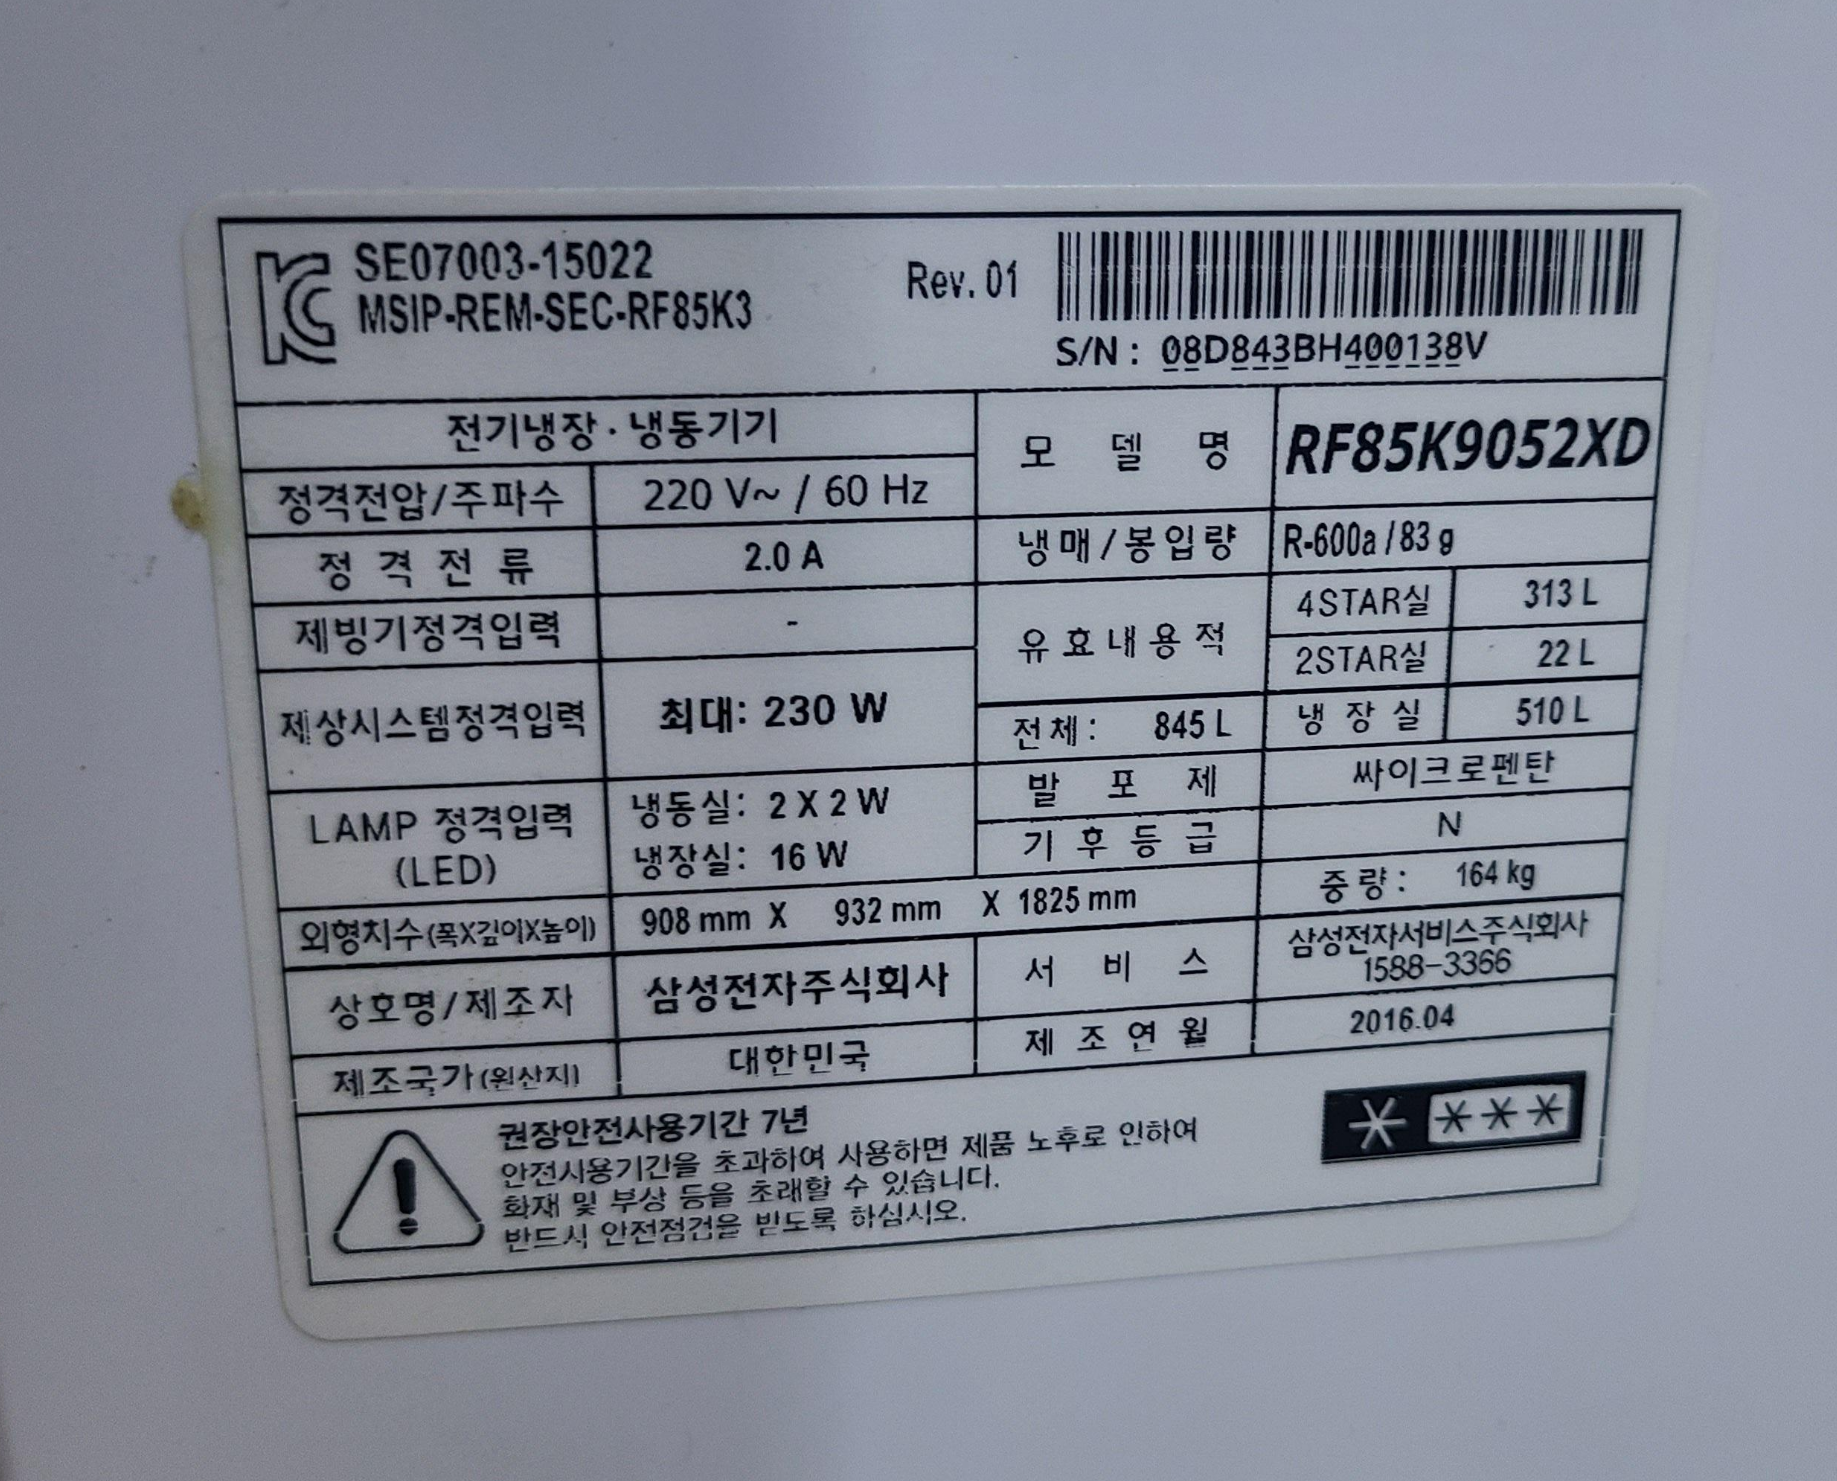 SE07003-15022
MSIP-REM-SEC-RF85K3
Rev. 01
S/N : 08D843BH400138V
전기냉장·냉동기기
정격전압/주파수 220 V~ / 60 Hz
정격전류 2.0 A
제빙기정격입력 -
제상시스템정격입력 최대: 230 W
LAMP 정격입력 냉동실: 2 X 2 W
(LED) 냉장실: 16 W
모델명 RF85K9052XD
냉매/봉입량 R-600a / 83 g
유효내용적 4STAR실 313 L
2STAR실 22 L
전체: 845 L 냉장실 510 L
발포제 싸이크로펜탄
기후등급 N
외형치수(폭X깊이X높이) 908 mm X 932 mm X 1825 mm 중량: 164 kg
상호명/제조자 삼성전자주식회사
서비스 삼성전자서비스주식회사
1588-3366
제조국가(원산지) 대한민국
제조연월 2016.04
권장안전사용기간 7년
안전사용기간을 초과하여 사용하면 제품 노후로 인하여
화재 및 부상 등을 초래할 수 있습니다.
반드시 안전점검을 받도록 하십시오.